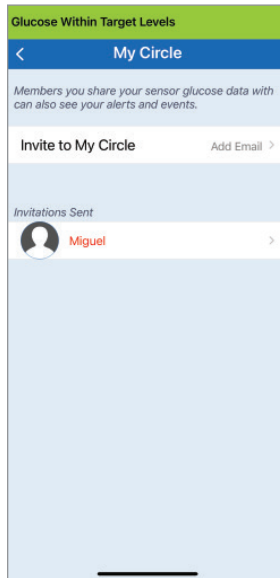 Glucose Within Target Levels
My Circle
Members you share your sensor glucose data with
can also see your alerts and events.
Invite to My Circle Add Email
Invitations Sent
Miguel